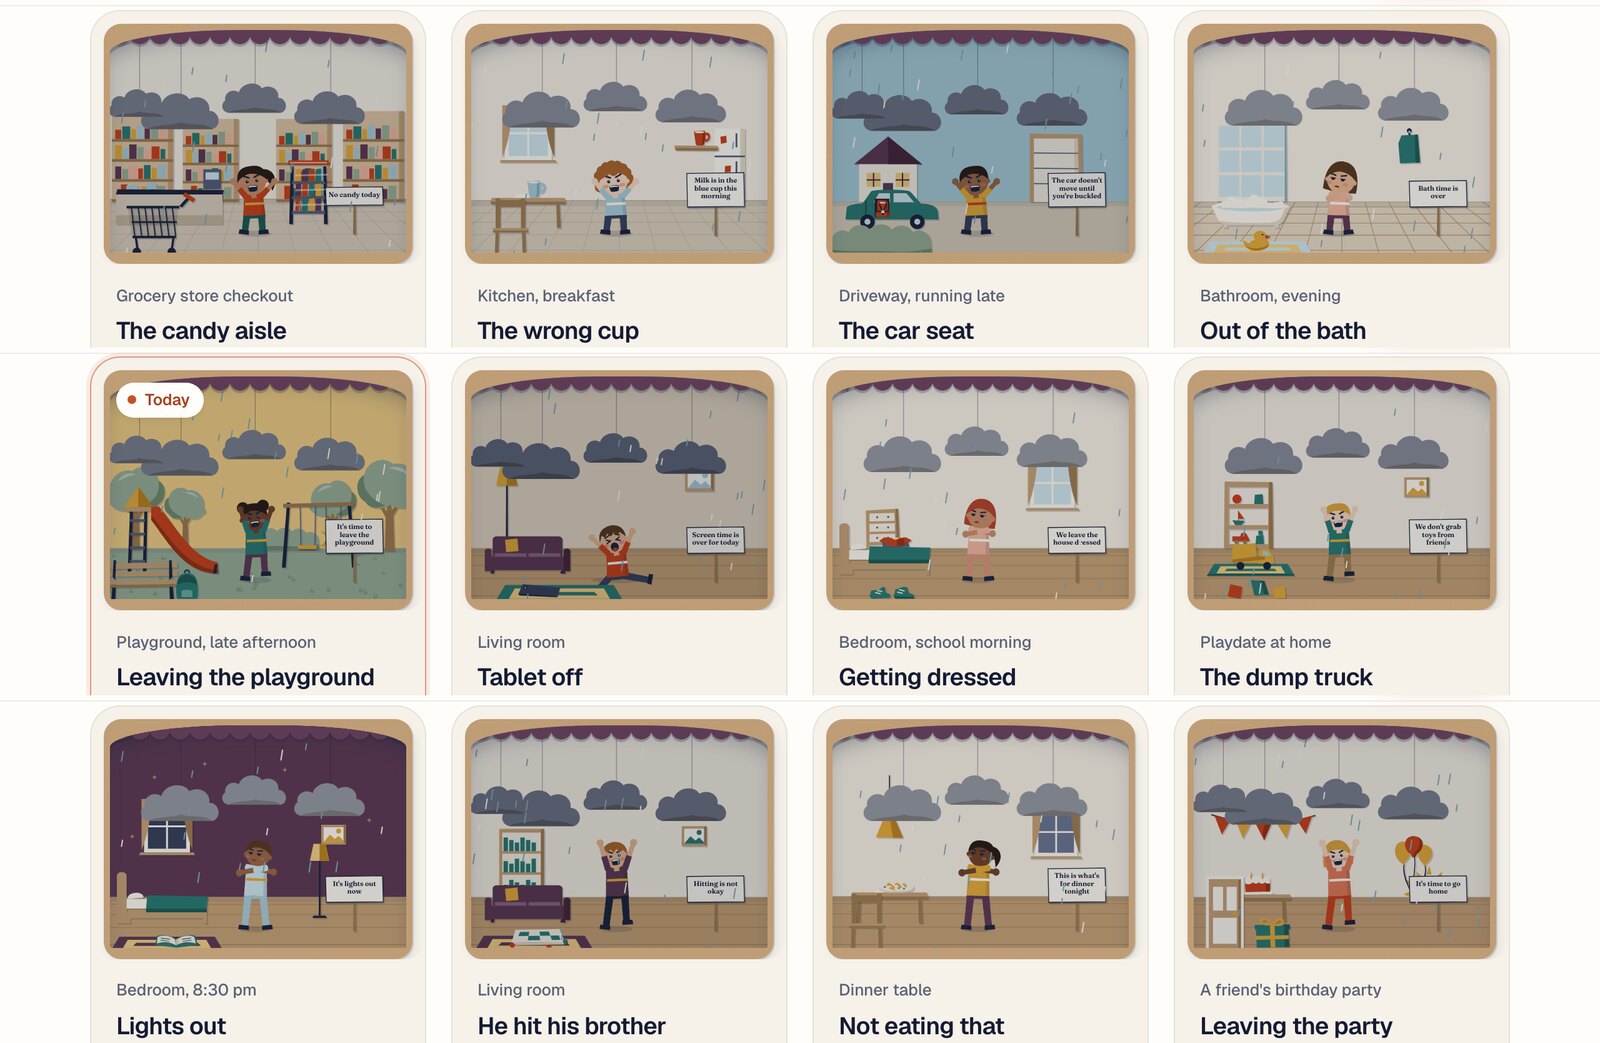 No candy today
Milk is in the
blue cup this
morning
The car doesn't
move until
you're buckled
Bath time is
over
Grocery store checkout
Kitchen, breakfast
Driveway, running late
Bathroom, evening
The candy aisle
The wrong cup
The car seat
Out of the bath
Today
It's time to
leave the
playground
Screen time is
over for today
We leave the
house dressed
We don't grab
toys from
friends
Playground, late afternoon
Living room
Bedroom, school morning
Playdate at home
Leaving the playground
Tablet off
Getting dressed
The dump truck
It's lights out
now
Hitting is not
okay
This is what's
for dinner
tonight
It's time to go
home
Bedroom, 8:30 pm
Living room
Dinner table
A friend's birthday party
Lights out
He hit his brother
Not eating that
Leaving the party